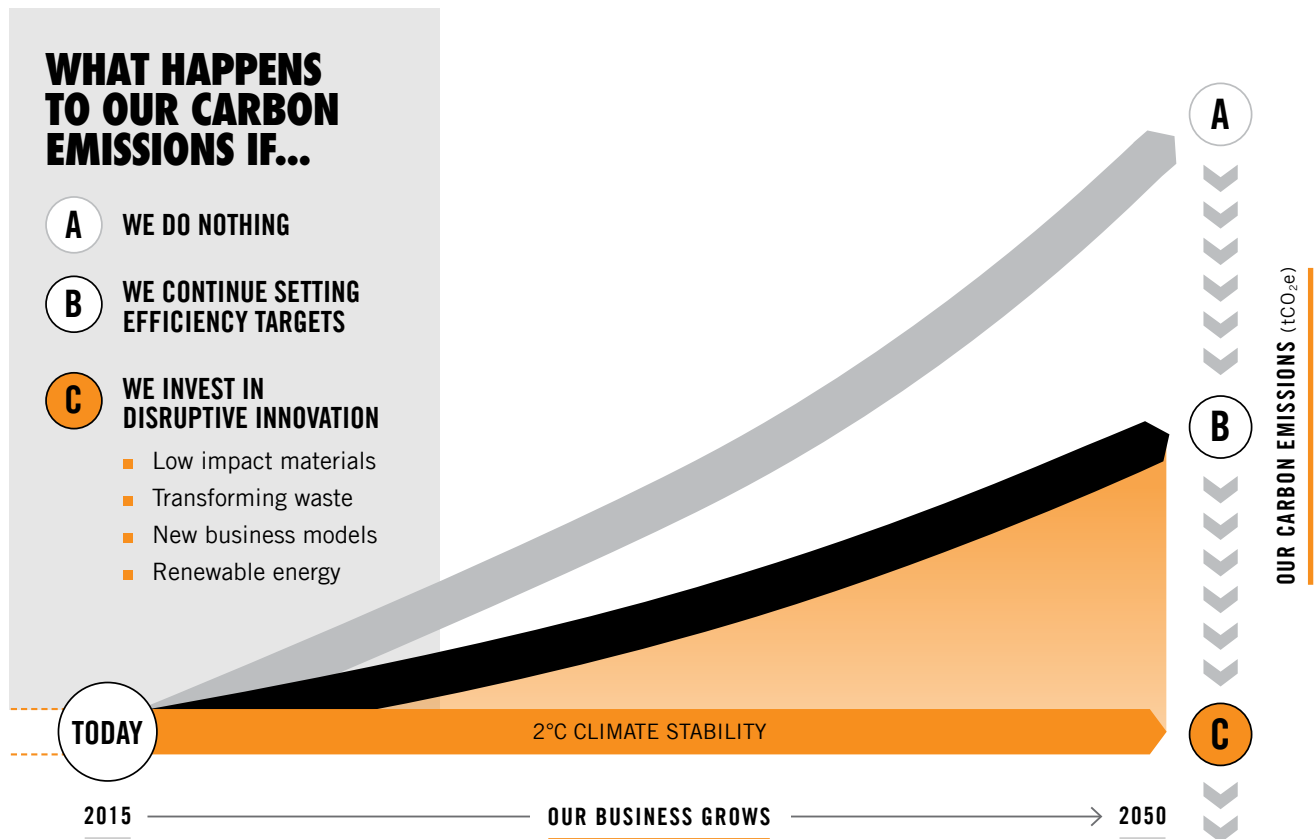 WHAT HAPPENS
TO OUR CARBON
EMISSIONS IF...
A
WE DO NOTHING
B
WE CONTINUE SETTING
EFFICIENCY TARGETS
C
WE INVEST IN
DISRUPTIVE INNOVATION
Low impact materials
Transforming waste
New business models
Renewable energy
A
B
C
OUR CARBON EMISSIONS (tCO₂e)
TODAY
2°C CLIMATE STABILITY
2015
OUR BUSINESS GROWS
2050